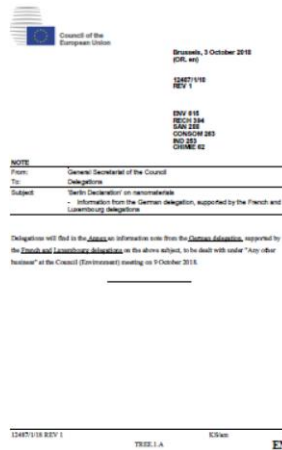 Council of the
European Union
Brussels, 3 October 2018
(OR. en)
12487/1/18
REV 1
ENV 615
RECH 394
SAN 288
CONSOM 263
IND 263
CHIMIE 62
NOTE
From: General Secretariat of the Council
To: Delegations
Subject: 'Berlin Declaration' on nanomaterials
- Information from the German delegation, supported by the French and
Luxembourg delegations
Delegations will find in the Annex an information note from the German delegation, supported by
the French and Luxembourg delegations on the above subject, to be dealt with under "Any other
business" at the Council (Environment) meeting on 9 October 2018.
12487/1/18 REV 1
TREE.1.A
EN